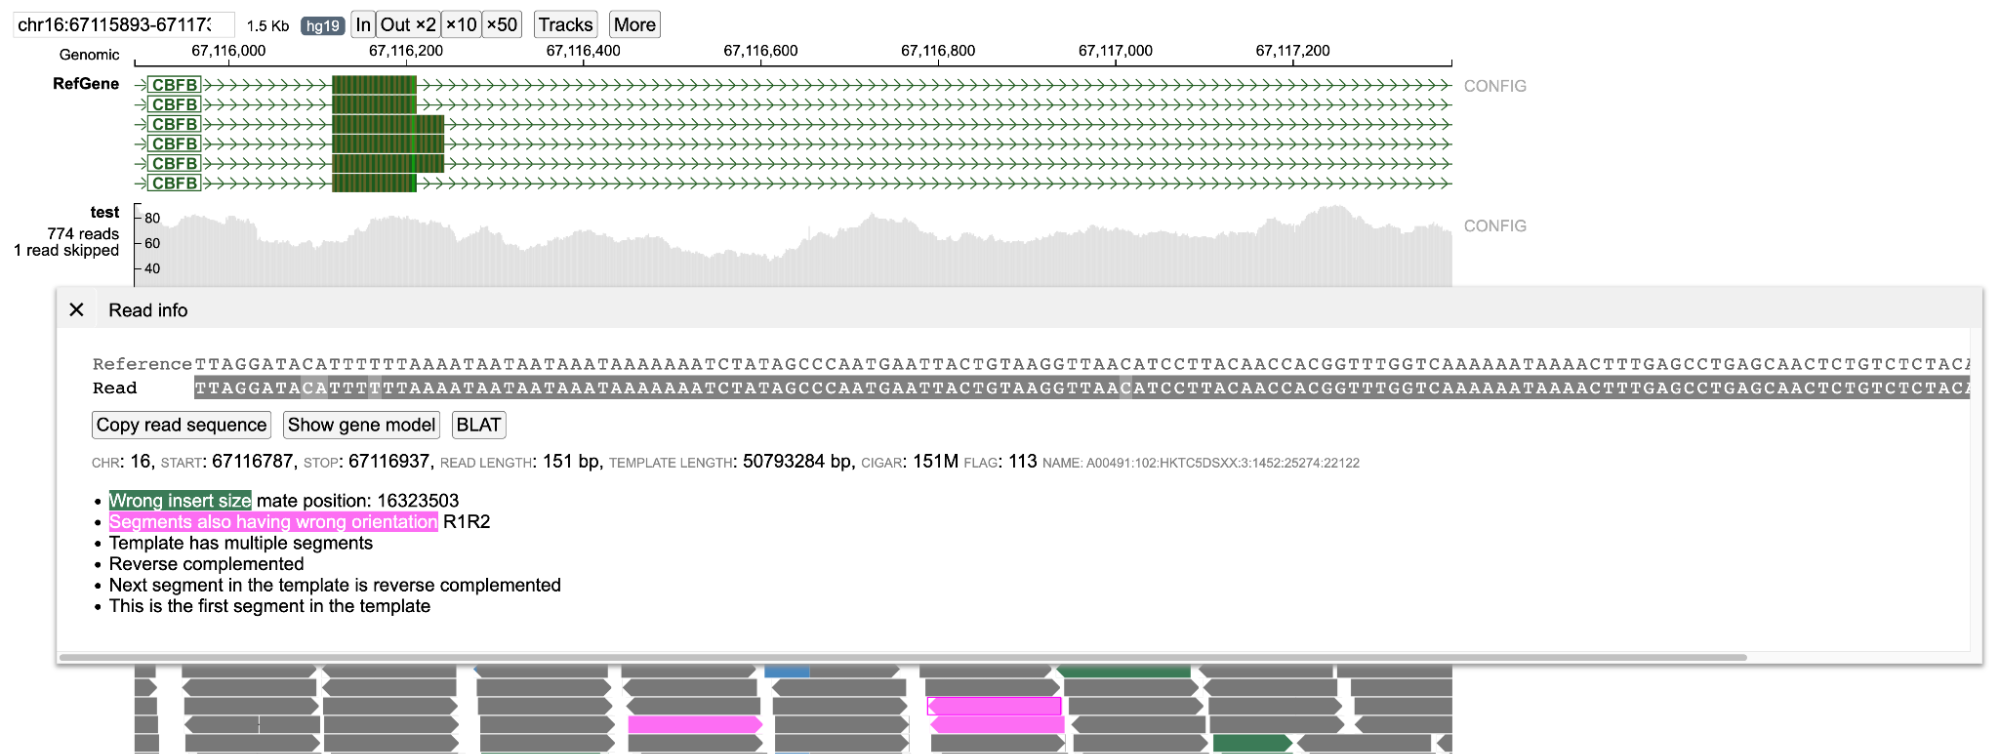 chr16:67115893-67117 1.5 Kb hg19 In Out ×2 ×10 ×50 Tracks More
Genomic 67,116,000 67,116,200 67,116,400 67,116,600 67,116,800 67,117,000 67,117,200
RefGene CBFB CONFIG
CBFB
CBFB
CBFB
CBFB
CBFB
test 80 CONFIG
774 reads
1 read skipped 60
40
✕ Read info
Reference TTAGGATACATTTTTTAAAATAATAATAAATAAAAAAATCTATAGCCCAATGAATTACTGTAAGGTTAACATCCTTACAACCACGGTTTGGTCAAAAAATAAAACTTTGAGCCTGAGCAACTCTGTCTCTACA
Read TTAGGATACATTTTTTAAAATAATAATAAATAAAAAAATCTATAGCCCAATGAATTACTGTAAGGTTAACATCCTTACAACCACGGTTTGGTCAAAAAATAAAACTTTGAGCCTGAGCAACTCTGTCTCTACA
Copy read sequence Show gene model BLAT
CHR: 16, START: 67116787, STOP: 67116937, READ LENGTH: 151 bp, TEMPLATE LENGTH: 50793284 bp, CIGAR: 151M FLAG: 113 NAME: A00491:102:HKTC5DSXX:3:1452:25274:22122
• Wrong insert size mate position: 16323503
• Segments also having wrong orientation R1R2
• Template has multiple segments
• Reverse complemented
• Next segment in the template is reverse complemented
• This is the first segment in the template